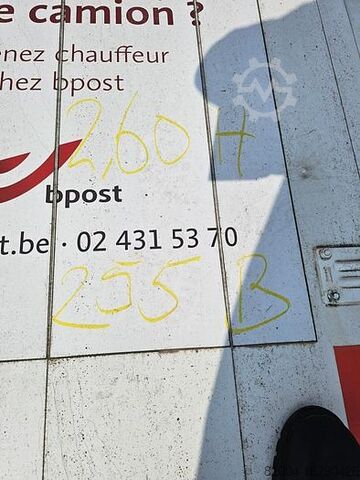 e camion ?
enez chauffeur
hez bpost
2,60 H
bpost
t.be · 02 431 53 70
255 B